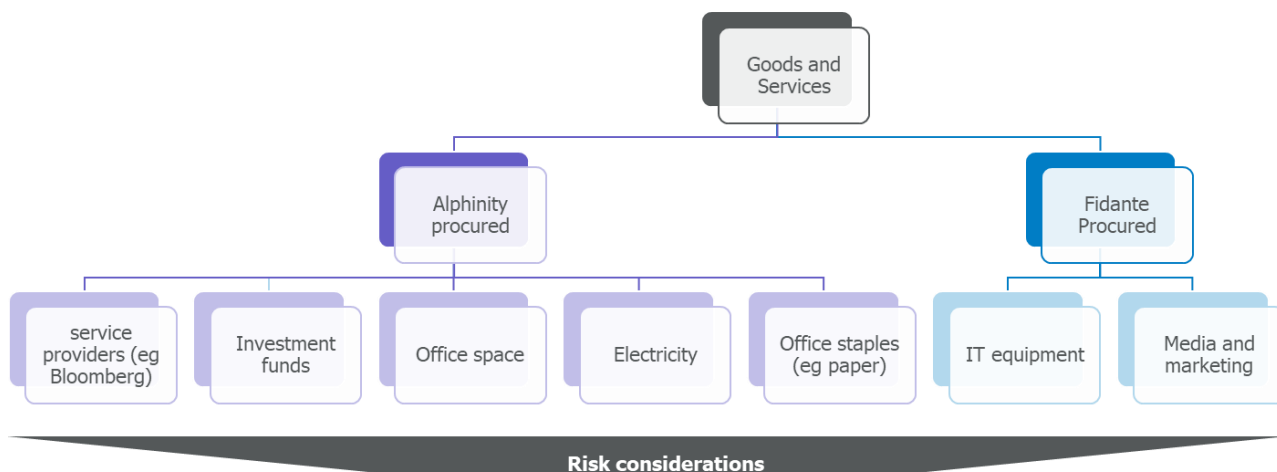 Goods and
Services
Alphinity
procured
Fidante
Procured
service
providers (eg
Bloomberg)
Investment
funds
Office space
Electricity
Office staples
(eg paper)
IT equipment
Media and
marketing
Risk considerations